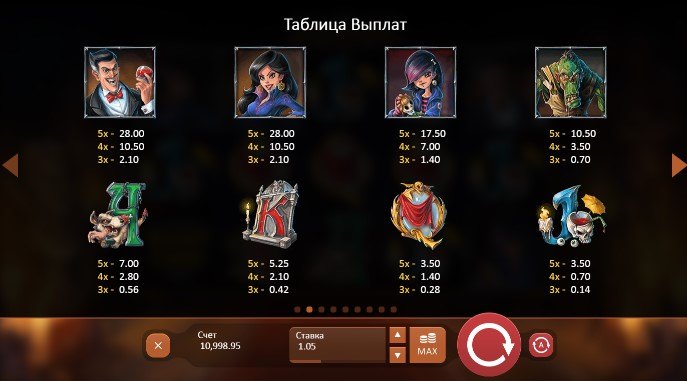 Таблица Выплат
5x - 28.00
4x - 10.50
3x - 2.10
5x - 28.00
4x - 10.50
3x - 2.10
5x - 17.50
4x - 7.00
3x - 1.40
5x - 10.50
4x - 3.50
3x - 0.70
A
K
Q
J
5x - 7.00
4x - 2.80
3x - 0.56
5x - 5.25
4x - 2.10
3x - 0.42
5x - 3.50
4x - 1.40
3x - 0.28
5x - 3.50
4x - 0.70
3x - 0.14
Счет
10,998.95
Ставка
1.05
MAX
A